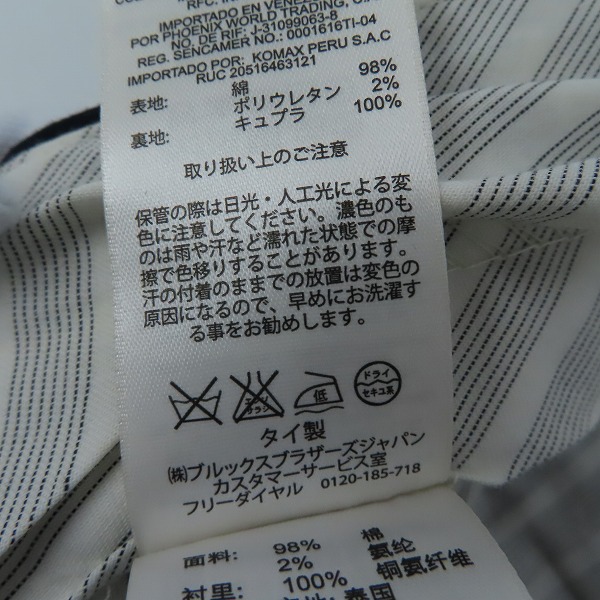 IMPORTADO EN VENEZUELA
POR PHOENIX WORLD TRADING, C.A.
NO. DE RIF: J-31099063-8
REG. SENCAMER NO: 0001616TI-04
IMPORTADO POR: KOMAX PERU S.A.C
RUC 20516463121
表地: 綿 98%
ポリウレタン 2%
裏地: キュプラ 100%
取り扱い上のご注意
保管の際は日光・人工光による変
色に注意してください。濃色のも
のは雨や汗など濡れた状態での摩
擦で色移りすることがあります。
汗の付着のままでの放置は変色の
原因になるので、早めにお洗濯す
る事をお勧めします。
エンソ
サラシ
低
ドライ
セキユ系
タイ製
㈱ブルックスブラザーズジャパン
カスタマーサービス室
フリーダイヤル 0120-185-718
面料: 98% 棉
2% 氨纶
衬里: 100% 铜氨纤维
泰国